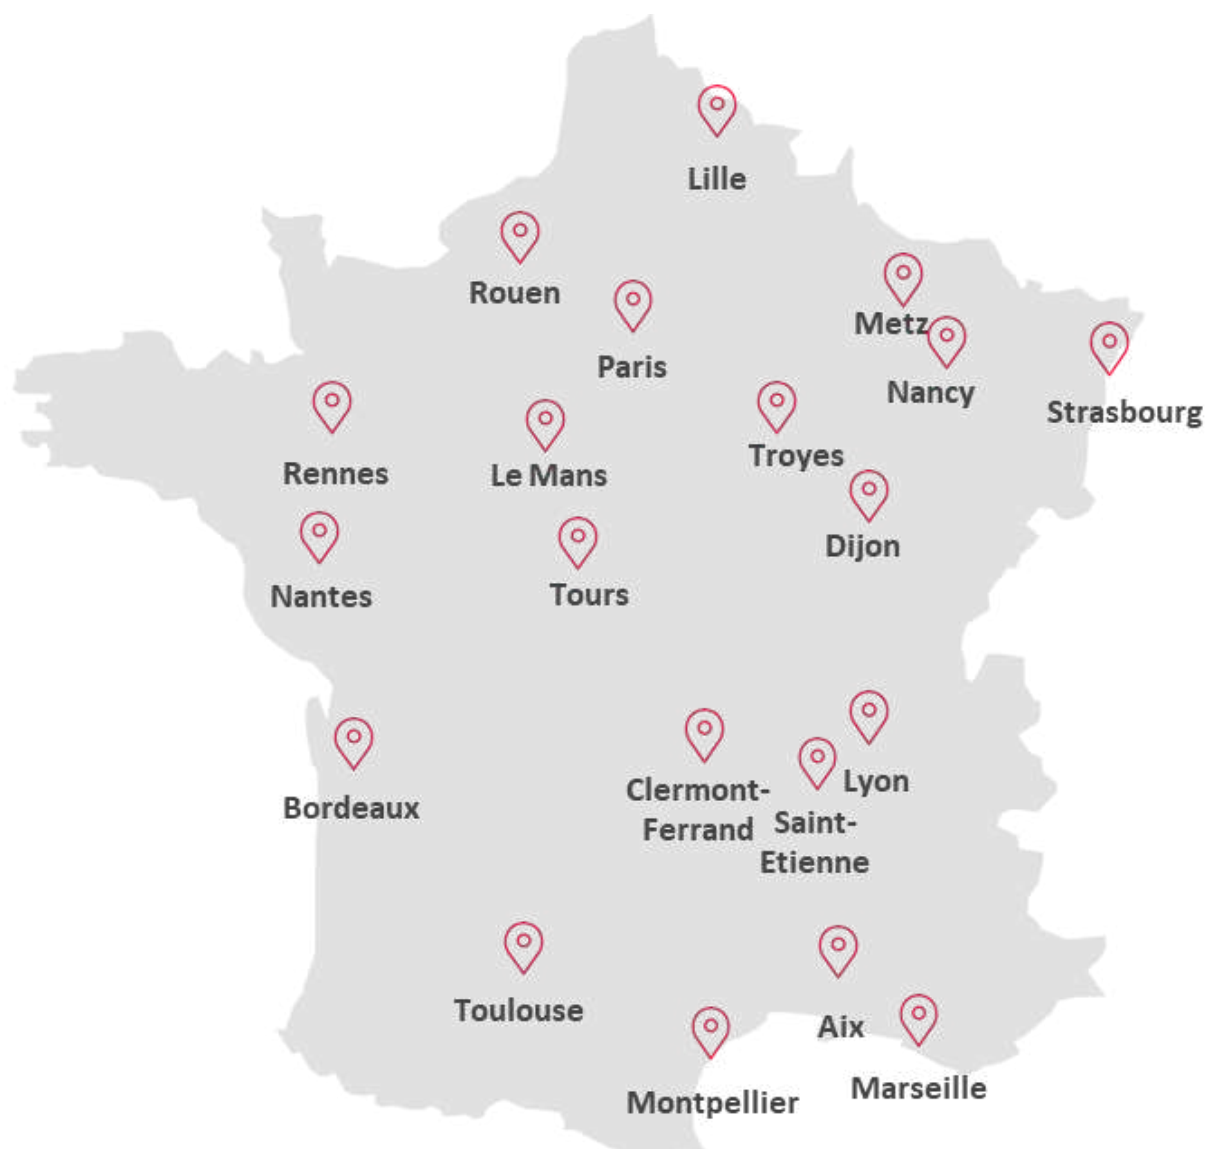 Lille
Rouen
Metz
Paris
Nancy
Strasbourg
Troyes
Rennes
Le Mans
Dijon
Nantes
Tours
Lyon
Clermont-
Ferrand
Saint-
Etienne
Bordeaux
Toulouse
Aix
Marseille
Montpellier